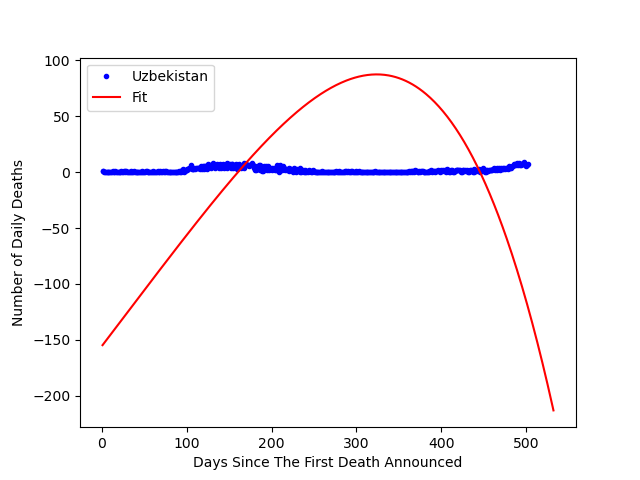 Uzbekistan
Fit
100
50
0
−50
−100
−150
−200
Number of Daily Deaths
0 100 200 300 400 500
Days Since The First Death Announced